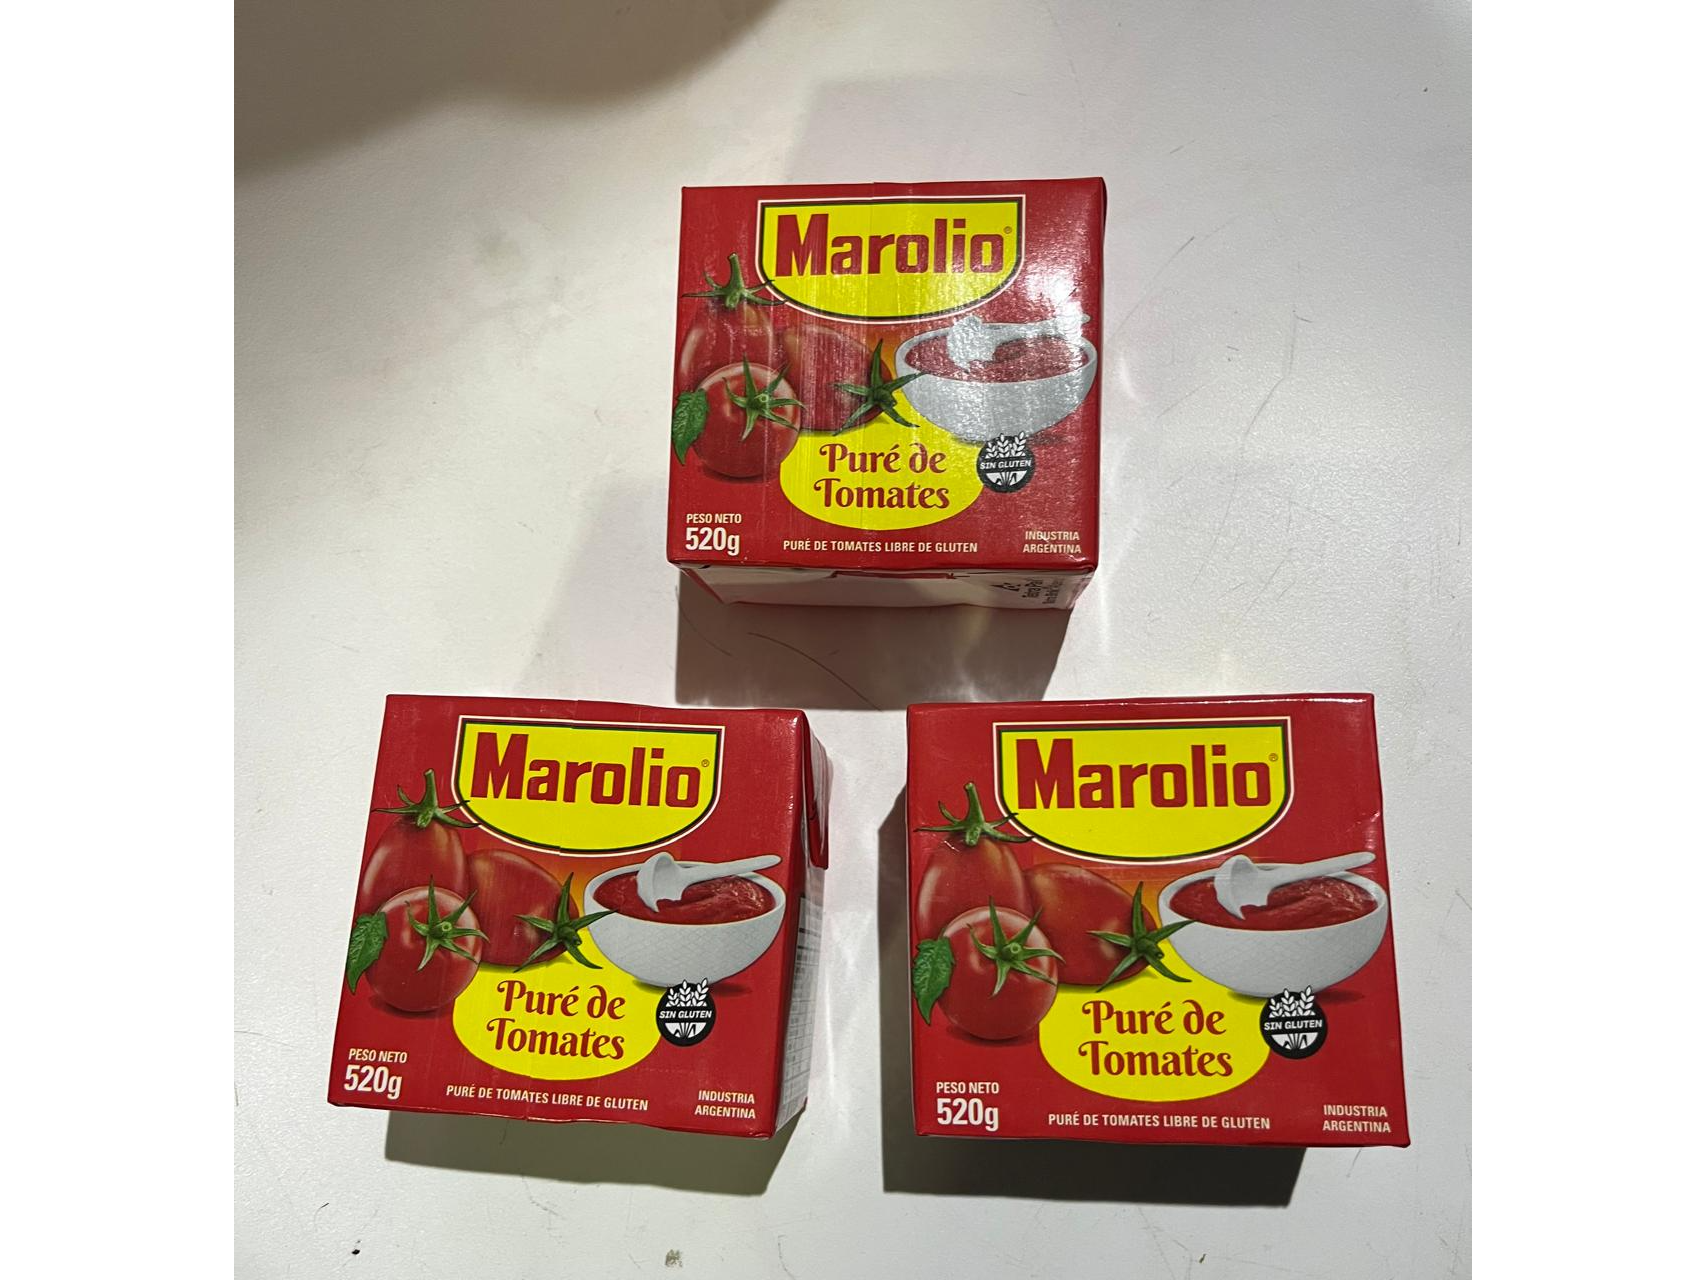 Marolio®
Puré de
Tomates
SIN GLUTEN
PESO NETO
520g
PURÉ DE TOMATES LIBRE DE GLUTEN
INDUSTRIA
ARGENTINA
Tetra Pak
Marolio®
Puré de
Tomates
SIN GLUTEN
PESO NETO
520g
PURÉ DE TOMATES LIBRE DE GLUTEN
INDUSTRIA
ARGENTINA
Marolio®
Puré de
Tomates
SIN GLUTEN
PESO NETO
520g
PURÉ DE TOMATES LIBRE DE GLUTEN
INDUSTRIA
ARGENTINA